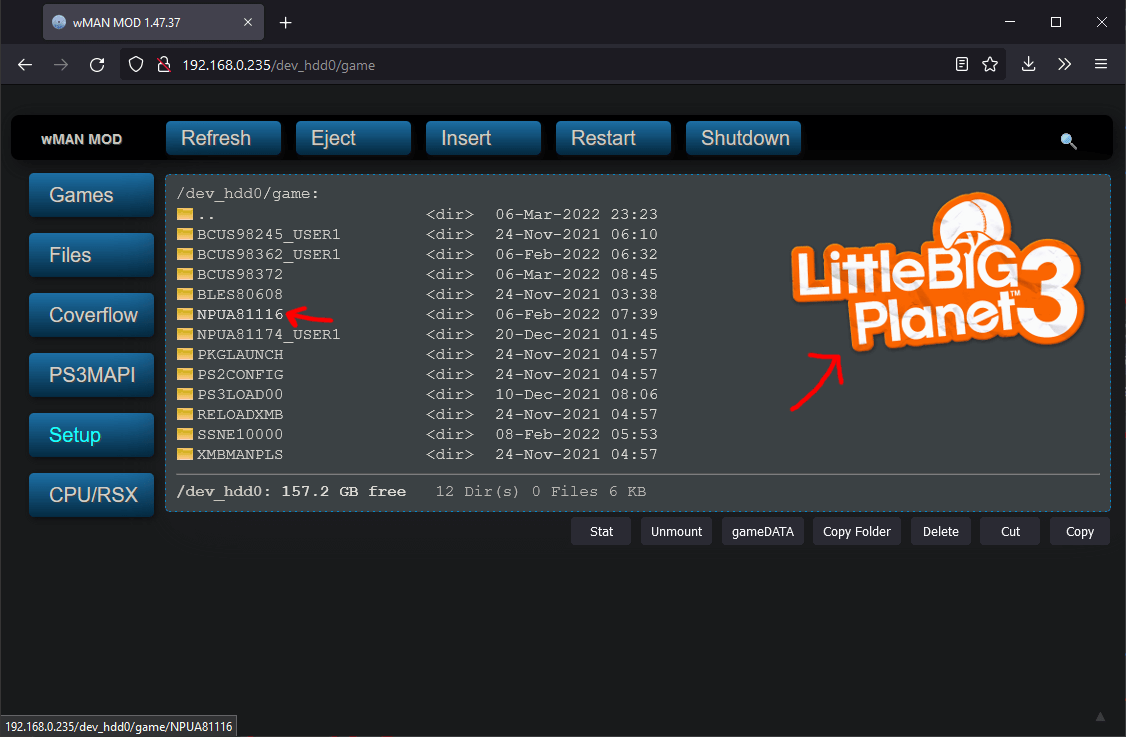 wMAN MOD 1.47.37
192.168.0.235/dev_hdd0/game
wMAN MOD Refresh Eject Insert Restart Shutdown
Games
Files
Coverflow
PS3MAPI
Setup
CPU/RSX
/dev_hdd0/game:
.. <dir> 06-Mar-2022 23:23
BCUS98245_USER1 <dir> 24-Nov-2021 06:10
BCUS98362_USER1 <dir> 06-Feb-2022 06:32
BCUS98372 <dir> 06-Mar-2022 08:45
BLES80608 <dir> 24-Nov-2021 03:38
NPUA81116 <dir> 06-Feb-2022 07:39
NPUA81174_USER1 <dir> 20-Dec-2021 01:45
PKGLAUNCH <dir> 24-Nov-2021 04:57
PS2CONFIG <dir> 24-Nov-2021 04:57
PS3LOAD00 <dir> 10-Dec-2021 08:06
RELOADXMB <dir> 24-Nov-2021 04:57
SSNE10000 <dir> 08-Feb-2022 05:53
XMBMANPLS <dir> 24-Nov-2021 04:57
/dev_hdd0: 157.2 GB free 12 Dir(s) 0 Files 6 KB
LittleBIG
Planet™3
Stat Unmount gameDATA Copy Folder Delete Cut Copy
192.168.0.235/dev_hdd0/game/NPUA81116